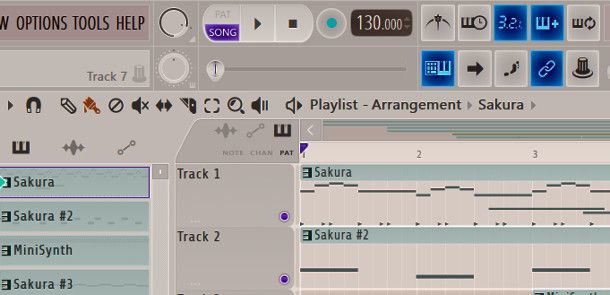 W OPTIONS TOOLS HELP
PAT
SONG
130.000
3.2.
Track 7
Playlist - Arrangement Sakura
NOTE CHAN PAT
1 2 3
Sakura
Track 1
Sakura
Sakura #2
Track 2
Sakura #2
MiniSynth
Sakura #3
MiniSynth